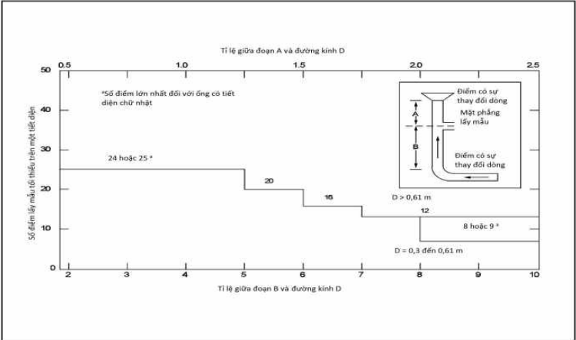 Tỉ lệ giữa đoạn A và đường kính D
0.5 1.0 1.5 2.0 2.5
50
40
30
20
10
0
Số điểm lấy mẫu tối thiểu trên một tiết diện
ªSố điểm lớn nhất đối với ống có tiết
diện chữ nhật
24 hoặc 25 ª
20
16
12
8 hoặc 9 ª
D > 0,61 m
D = 0,3 đến 0,61 m
A
B
Điểm có sự
thay đổi dòng
Mặt phẳng
lấy mẫu
Điểm có sự
thay đổi dòng
2 3 4 5 6 7 8 9 10
Tỉ lệ giữa đoạn B và đường kính D